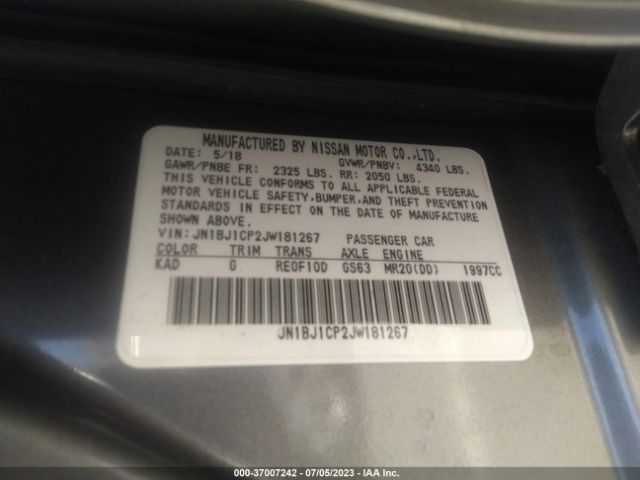 MANUFACTURED BY NISSAN MOTOR CO.,LTD.
DATE: 5/18 GVWR/PNBV: 4340 LBS.
GAWR/PNBE FR: 2325 LBS. RR: 2050 LBS.
THIS VEHICLE CONFORMS TO ALL APPLICABLE FEDERAL
MOTOR VEHICLE SAFETY,BUMPER,AND THEFT PREVENTION
STANDARDS IN EFFECT ON THE DATE OF MANUFACTURE
SHOWN ABOVE.
VIN:JN1BJ1CP2JW181267 PASSENGER CAR
COLOR TRIM TRANS AXLE ENGINE
KAD G RE0F10D GS63 MR20(DD) 1997CC
JN1BJ1CP2JW181267
000-37007242 - 07/05/2023 - IAA Inc.